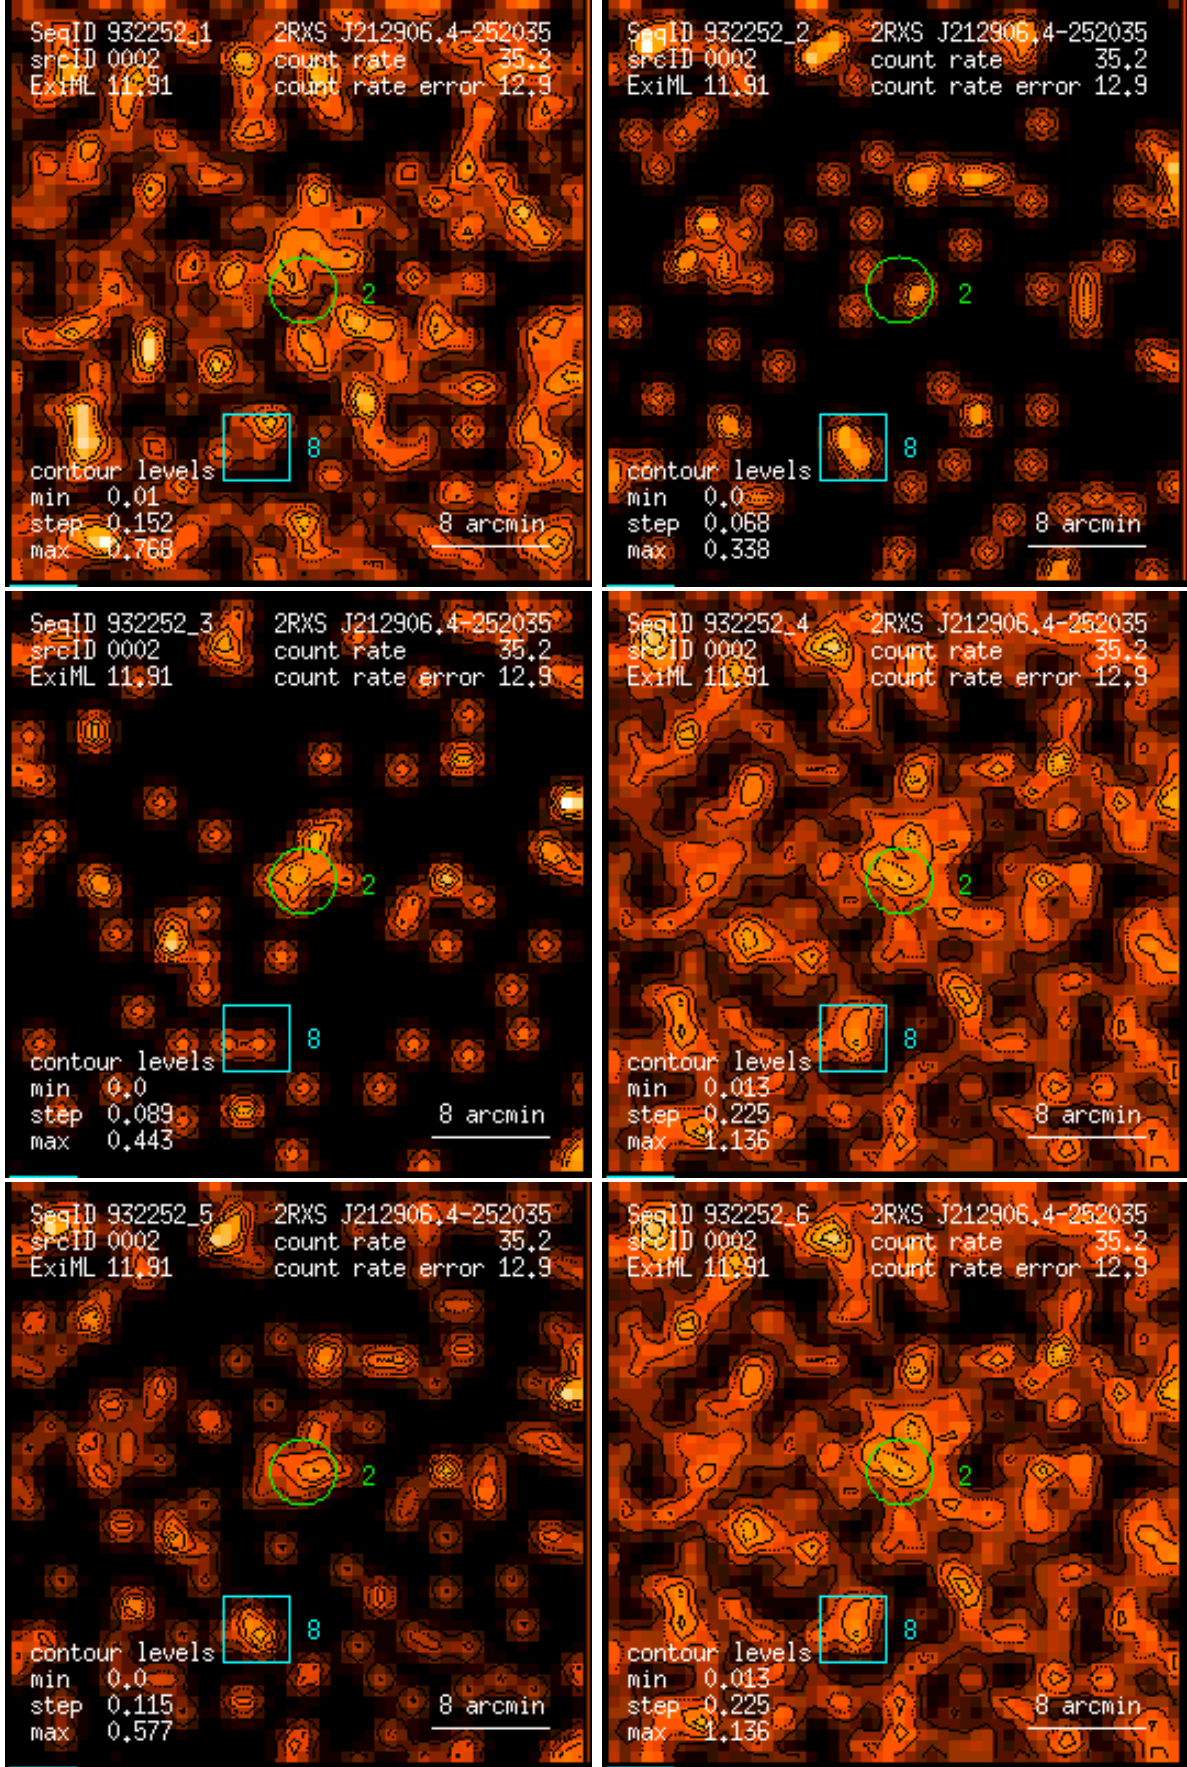 SeqID 932252_1 2RXS J212906.4-252035
srcID 0002 count rate 35.2
ExiML 11.91 count rate error 12.9
2
8
contour levels
min 0.01
step 0.152 8 arcmin
max 0.768
SeqID 932252_2 2RXS J212906.4-252035
srcID 0002 count rate 35.2
ExiML 11.91 count rate error 12.9
2
8
contour levels
min 0.0
step 0.068 8 arcmin
max 0.338
SeqID 932252_3 2RXS J212906.4-252035
srcID 0002 count rate 35.2
ExiML 11.91 count rate error 12.9
2
8
contour levels
min 0.0
step 0.089 8 arcmin
max 0.443
SeqID 932252_4 2RXS J212906.4-252035
srcID 0002 count rate 35.2
ExiML 11.91 count rate error 12.9
2
8
contour levels
min 0.013
step 0.225 8 arcmin
max 1.136
SeqID 932252_5 2RXS J212906.4-252035
srcID 0002 count rate 35.2
ExiML 11.91 count rate error 12.9
2
8
contour levels
min 0.0
step 0.115 8 arcmin
max 0.577
SeqID 932252_6 2RXS J212906.4-252035
srcID 0002 count rate 35.2
ExiML 11.91 count rate error 12.9
2
8
contour levels
min 0.013
step 0.225 8 arcmin
max 1.136